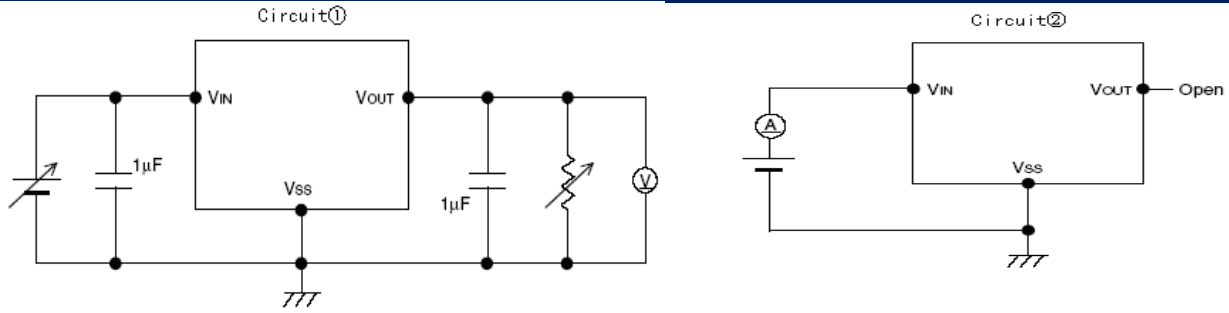 Circuit①
VIN
VOUT
1μF
VSS
1μF
V
Circuit②
VIN
VOUT
Open
A
VSS